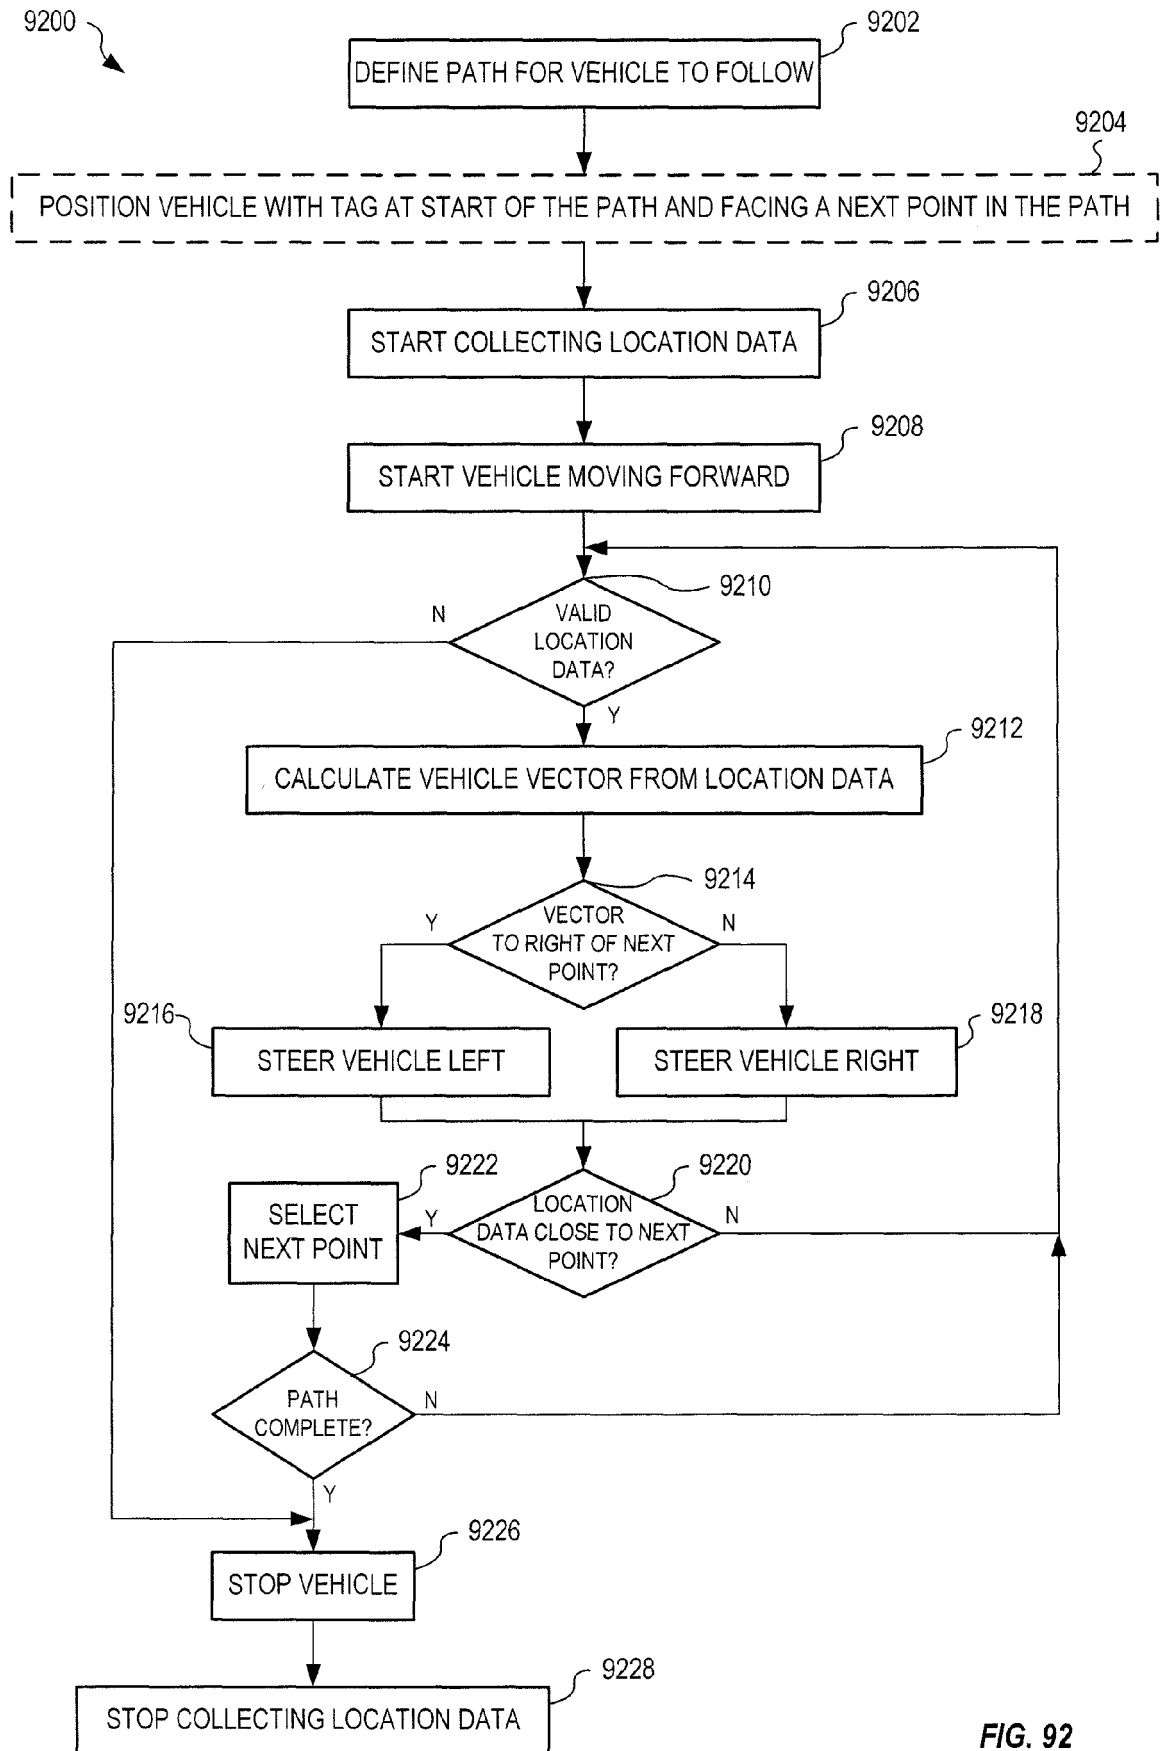 9200
9202
DEFINE PATH FOR VEHICLE TO FOLLOW
9204
POSITION VEHICLE WITH TAG AT START OF THE PATH AND FACING A NEXT POINT IN THE PATH
9206
START COLLECTING LOCATION DATA
9208
START VEHICLE MOVING FORWARD
9210
N
VALID
LOCATION
DATA?
Y
9212
CALCULATE VEHICLE VECTOR FROM LOCATION DATA
9214
Y
VECTOR
TO RIGHT OF NEXT
POINT?
N
9216
STEER VEHICLE LEFT
9218
STEER VEHICLE RIGHT
9222
SELECT
NEXT POINT
9220
Y
LOCATION
DATA CLOSE TO NEXT
POINT?
N
9224
PATH
COMPLETE?
N
Y
9226
STOP VEHICLE
9228
STOP COLLECTING LOCATION DATA
FIG. 92